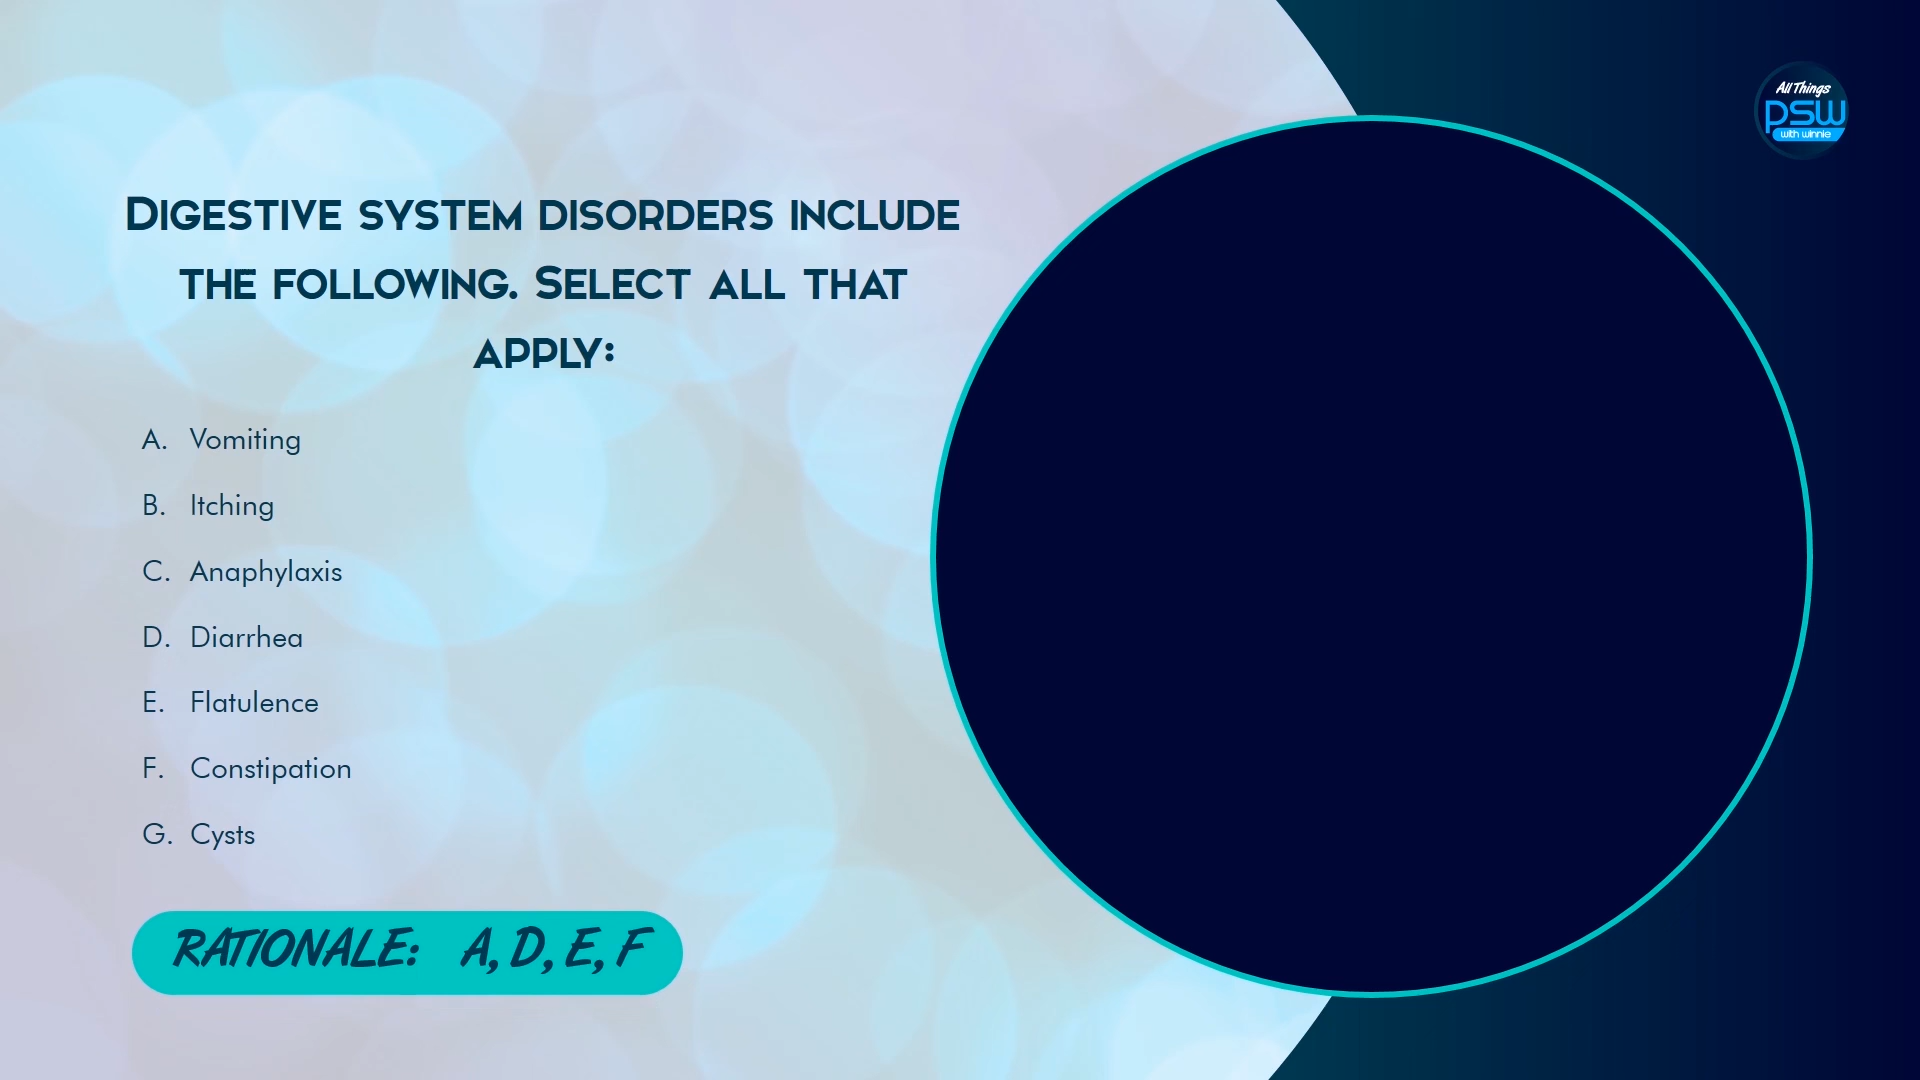 Digestive system disorders include
the following. Select all that
apply:
A. Vomiting
B. Itching
C. Anaphylaxis
D. Diarrhea
E. Flatulence
F. Constipation
G. Cysts
RATIONALE: A, D, E, F
All Things
PSW
with winnie